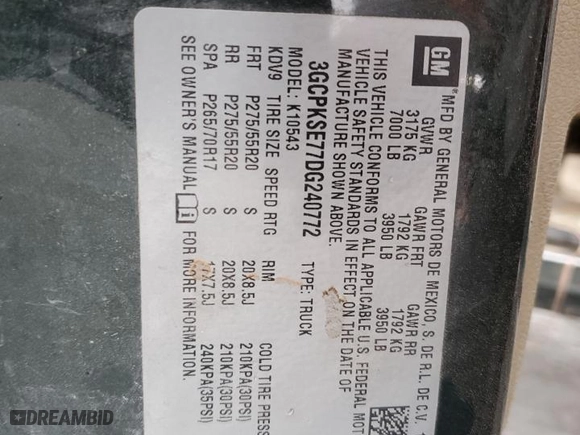 GM
MFD BY GENERAL MOTORS DE MEXICO, S. DE R.L. DE C.V.
GVWR GAWR FRT GAWR RR
3175 KG 1792 KG 1792 KG
7000 LB 3950 LB 3950 LB
THIS VEHICLE CONFORMS TO ALL APPLICABLE U.S. FEDERAL MOT
VEHICLE SAFETY STANDARDS IN EFFECT ON THE DATE OF
MANUFACTURE SHOWN ABOVE.
3GCPKSE77DG240772 TYPE: TRUCK
MODEL: K10543
KDV9 TIRE SIZE SPEED RTG RIM COLD TIRE PRESS
FRT P275/55R20 S 20X8.5J 210KPA(30PSI)
RR P275/55R20 S 20X8.5J 210KPA(30PSI)
SPA P265/70R17 S 17X7.5J 240KPA(35PSI)
SEE OWNER'S MANUAL FOR MORE INFORMATION.
DREAMBID